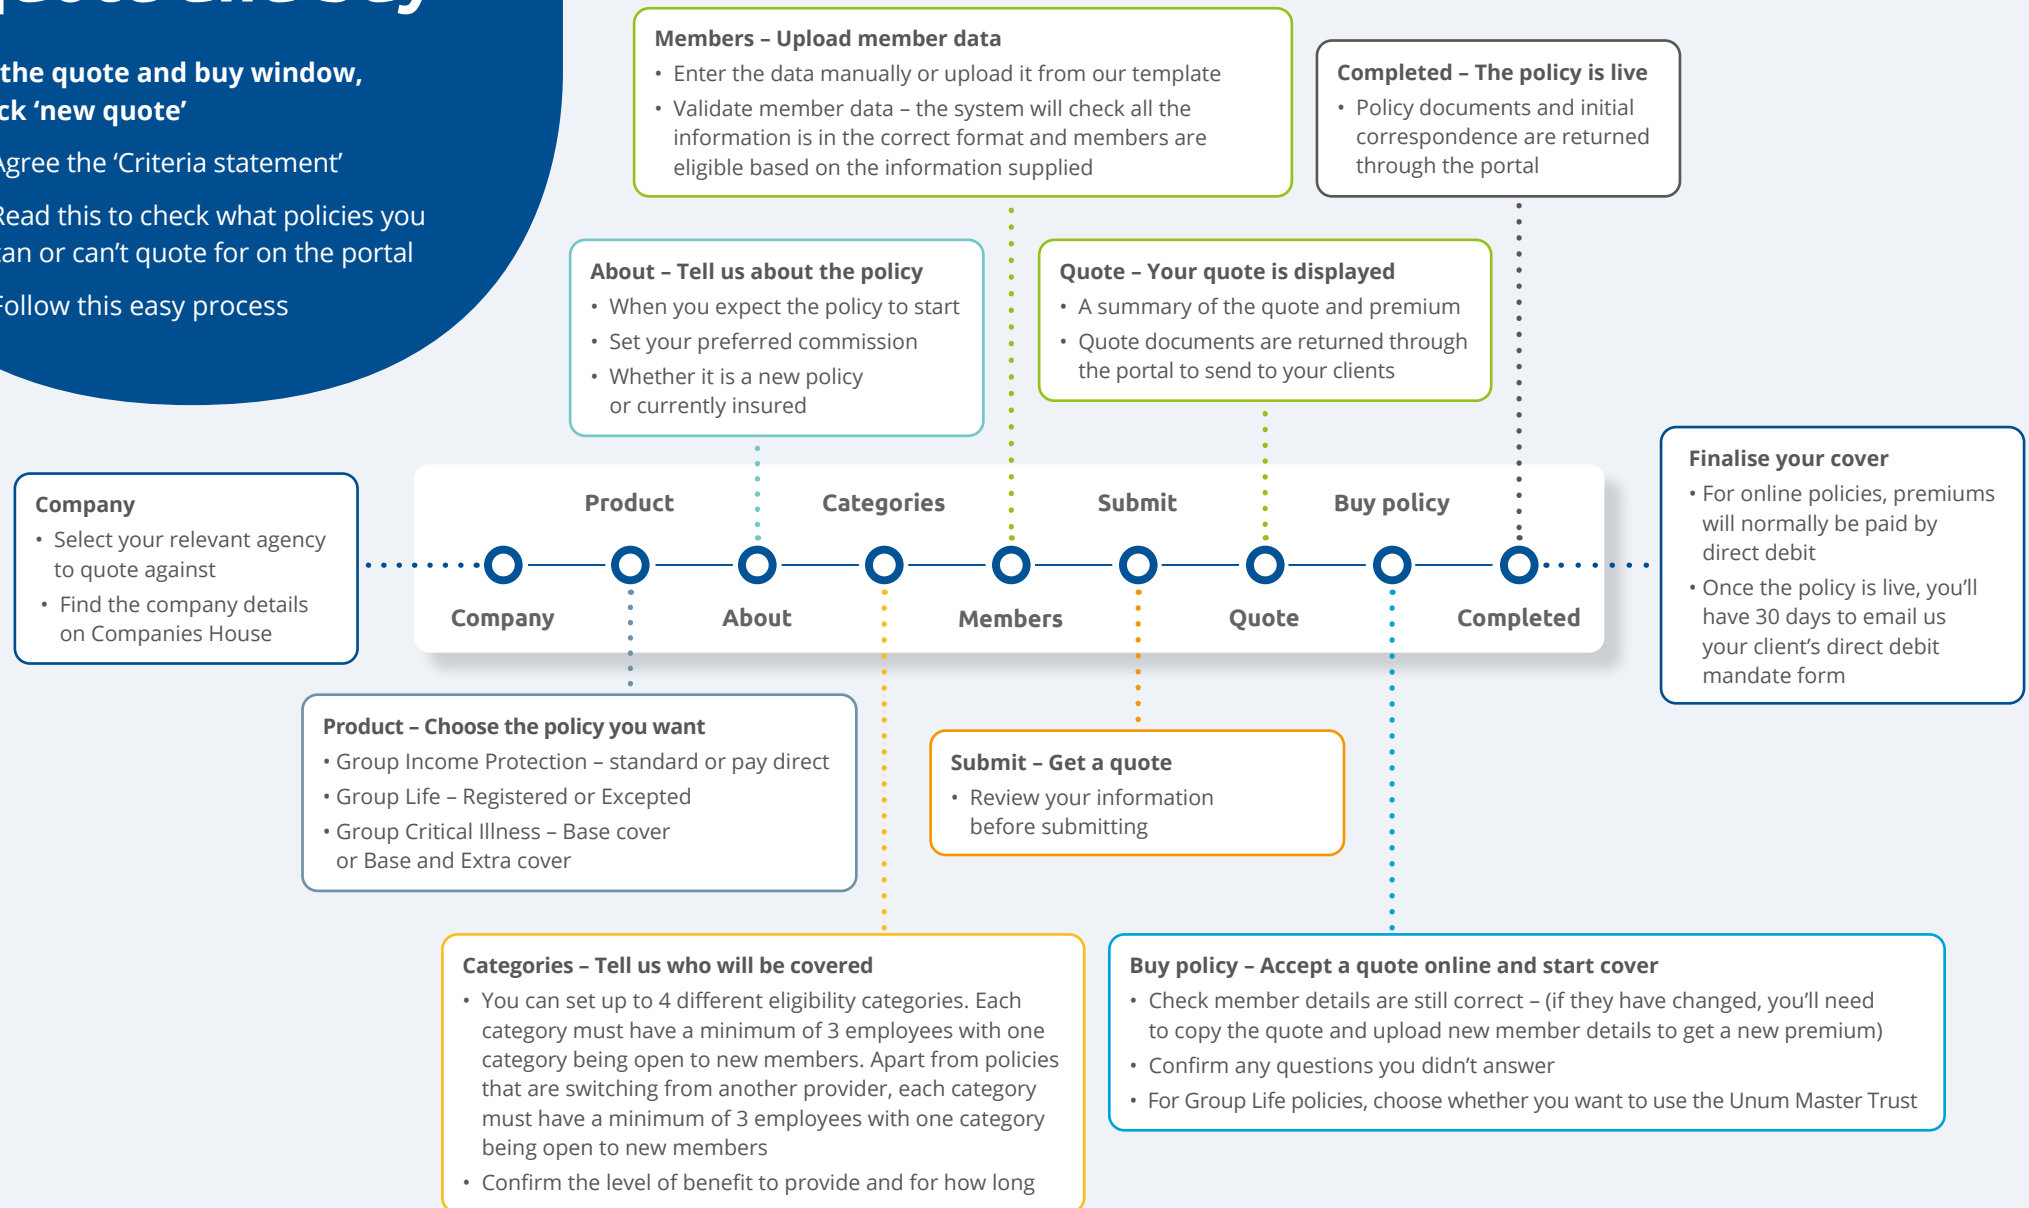 the quote and buy window,
'new quote'
Agree the 'Criteria statement'
Read this to check what policies you
can or can't quote for on the portal
Follow this easy process
Members – Upload member data
• Enter the data manually or upload it from our template
• Validate member data – the system will check all the
information is in the correct format and members are
eligible based on the information supplied
Completed – The policy is live
• Policy documents and initial
correspondence are returned
through the portal
About – Tell us about the policy
• When you expect the policy to start
• Set your preferred commission
• Whether it is a new policy
or currently insured
Quote – Your quote is displayed
• A summary of the quote and premium
• Quote documents are returned through
the portal to send to your clients
Company
• Select your relevant agency
to quote against
• Find the company details
on Companies House
Product
Categories
Submit
Buy policy
Company
About
Members
Quote
Completed
Finalise your cover
• For online policies, premiums
will normally be paid by
direct debit
• Once the policy is live, you'll
have 30 days to email us
your client's direct debit
mandate form
Product – Choose the policy you want
• Group Income Protection – standard or pay direct
• Group Life – Registered or Excepted
• Group Critical Illness – Base cover
or Base and Extra cover
Submit – Get a quote
• Review your information
before submitting
Categories – Tell us who will be covered
• You can set up to 4 different eligibility categories. Each
category must have a minimum of 3 employees with one
category being open to new members. Apart from policies
that are switching from another provider, each category
must have a minimum of 3 employees with one category
being open to new members
• Confirm the level of benefit to provide and for how long
Buy policy – Accept a quote online and start cover
• Check member details are still correct – (if they have changed, you'll need
to copy the quote and upload new member details to get a new premium)
• Confirm any questions you didn't answer
• For Group Life policies, choose whether you want to use the Unum Master Trust